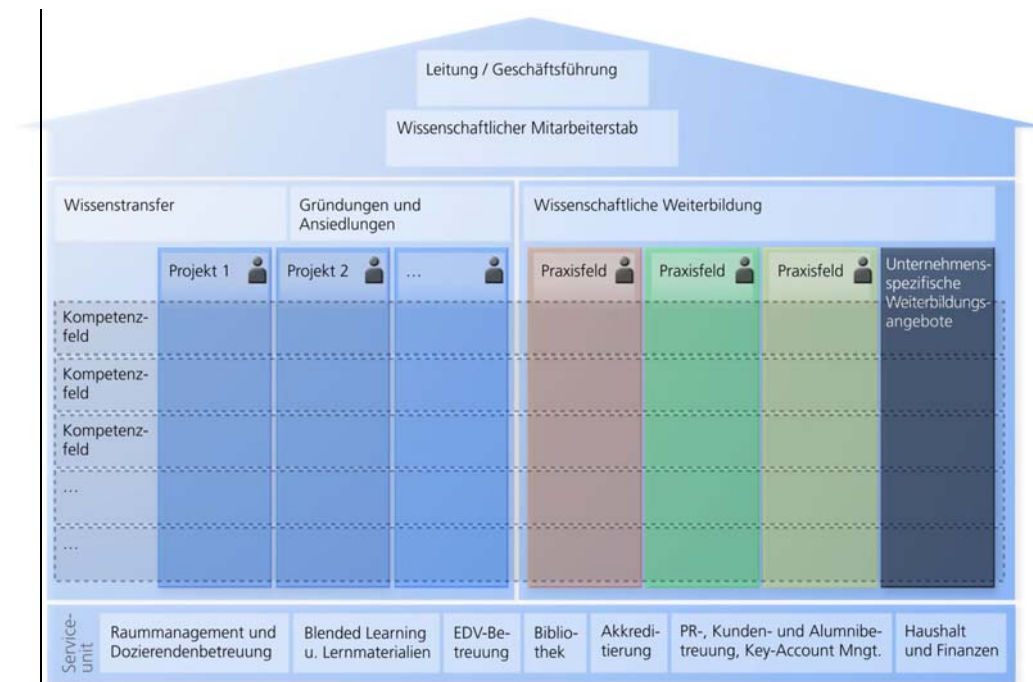 Leitung / Geschäftsführung
Wissenschaftlicher Mitarbeiterstab
Wissenstransfer
Gründungen und
Ansiedlungen
Wissenschaftliche Weiterbildung
Projekt 1
Projekt 2
...
Praxisfeld
Praxisfeld
Praxisfeld
Unternehmens-
spezifische
Weiterbildungs-
angebote
Kompetenz-
feld
Kompetenz-
feld
Kompetenz-
feld
...
...
Service-
unit
Raummanagement und
Dozierendenbetreuung
Blended Learning
u. Lernmaterialien
EDV-Be-
treuung
Biblio-
thek
Akkredi-
tierung
PR-, Kunden- und Alumnibe-
treuung, Key-Account Mngt.
Haushalt
und Finanzen